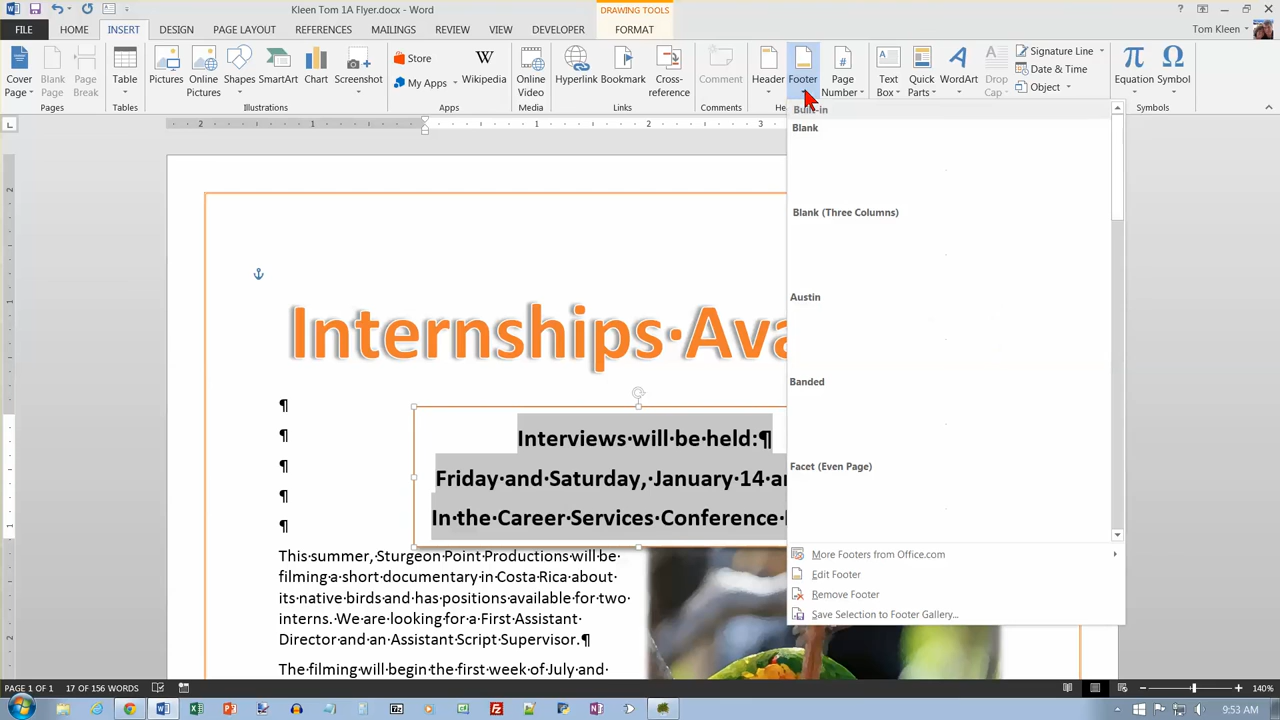 Kleen Tom 1A Flyer.docx - Word
DRAWING TOOLS
FILE HOME INSERT DESIGN PAGE LAYOUT REFERENCES MAILINGS REVIEW VIEW DEVELOPER FORMAT Tom Kleen
Cover Page
Blank Page
Page Break
Table
Pictures
Online Pictures
Shapes
SmartArt
Chart
Screenshot
Store
My Apps
Wikipedia
Online Video
Hyperlink
Bookmark
Cross-reference
Comment
Header
Footer
Page Number
Text Box
Quick Parts
WordArt
Drop Cap
Signature Line
Date & Time
Object
Equation
Symbol
Pages Tables Illustrations Apps Media Links Comments Symbols
2 1 1 2 3
Built-in
Blank
Blank (Three Columns)
Austin
Banded
Facet (Even Page)
More Footers from Office.com
Edit Footer
Remove Footer
Save Selection to Footer Gallery...
Internships·Ava
¶
¶
¶
¶
¶
Interviews·will·be·held:¶
Friday·and·Saturday,·January·14·a
In·the·Career·Services·Conference·
This·summer,·Sturgeon·Point·Productions·will·be·
filming·a·short·documentary·in·Costa·Rica·about·
its·native·birds·and·has·positions·available·for·two·
interns.·We·are·looking·for·a·First·Assistant·
Director·and·an·Assistant·Script·Supervisor.¶
The·filming·will·begin·the·first·week·of·July·and·
PAGE 1 OF 1 17 OF 156 WORDS 140%
9:53 AM